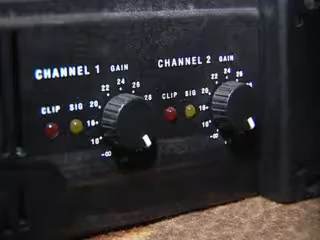 CHANNEL 1 GAIN
CLIP SIG
-∞ 10 16 20 22 24 26 28
CHANNEL 2 GAIN
CLIP SIG
-∞ 10 16 20 22 24 26